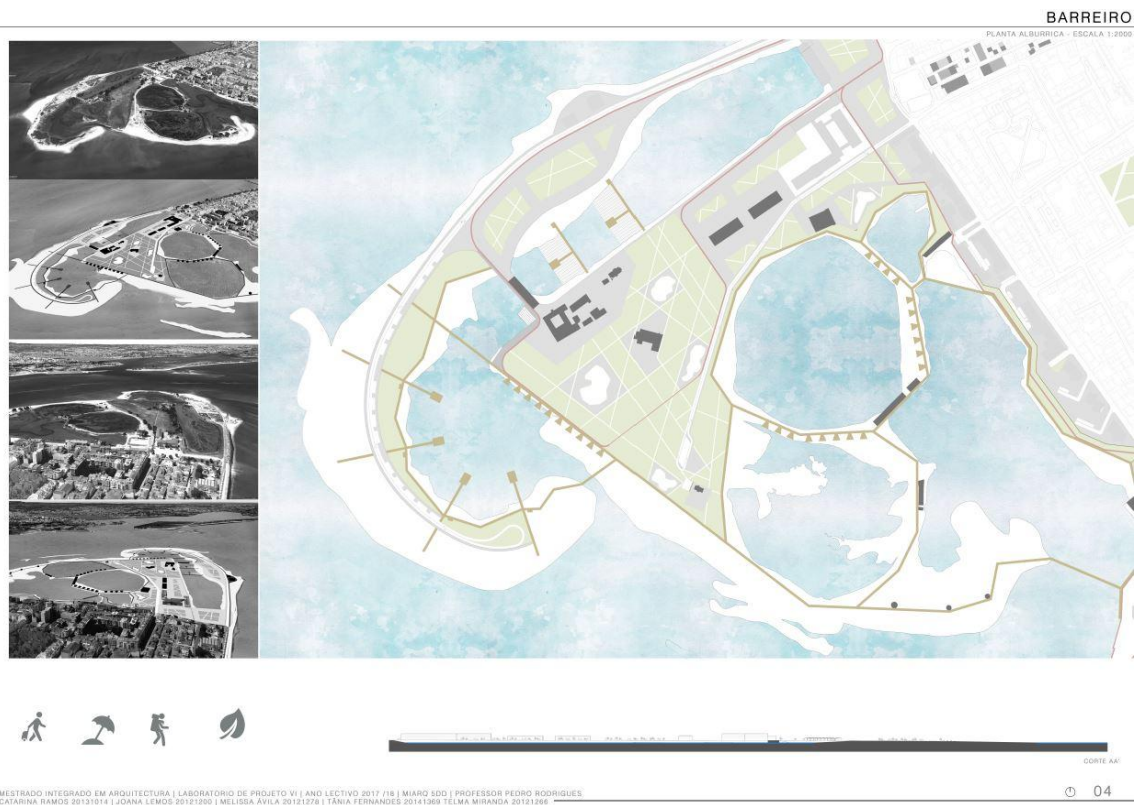 BARREIRO
PLANTA ALBURRICA - ESCALA 1:2000
CORTE AA'
MESTRADO INTEGRADO EM ARQUITECTURA | LABORATORIO DE PROJETO VI | ANO LECTIVO 2017 /18 | MIARQ 5DD | PROFESSOR PEDRO RODRIGUES
CATARINA RAMOS 20131014 | JOANA LEMOS 20121200 | MELISSA ÁVILA 20121278 | TÂNIA FERNANDES 20141369 TELMA MIRANDA 20121266
04